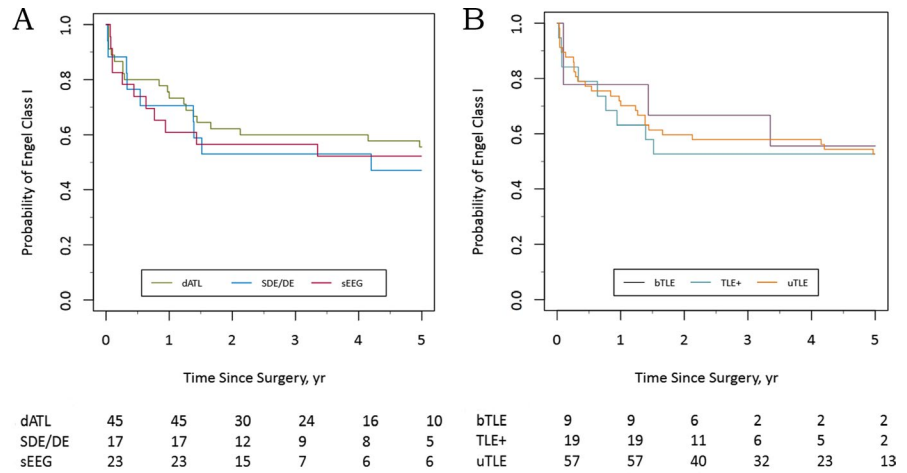 A
Probability of Engel Class I
1.0
0.8
0.6
0.4
0.2
0.0
dATL SDE/DE sEEG
0 1 2 3 4 5
Time Since Surgery, yr
dATL 45 45 30 24 16 10
SDE/DE 17 17 12 9 8 5
sEEG 23 23 15 7 6 6
B
Probability of Engel Class I
1.0
0.8
0.6
0.4
0.2
0.0
bTLE TLE+ uTLE
0 1 2 3 4 5
Time Since Surgery, yr
bTLE 9 9 6 2 2 2
TLE+ 19 19 11 6 5 2
uTLE 57 57 40 32 23 13